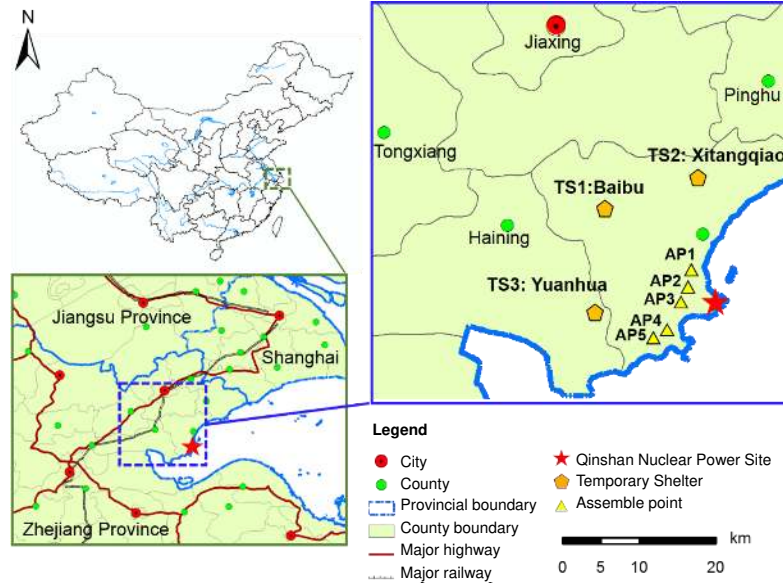 N
Jiaxing
Pinghu
Tongxiang
TS2: Xitangqiao
TS1:Baibu
Haining
AP1
AP2
TS3: Yuanhua
AP3
AP4
AP5
Jiangsu Province
Shanghai
Zhejiang Province
Legend
City
County
Provincial boundary
County boundary
Major highway
Major railway
Qinshan Nuclear Power Site
Temporary Shelter
Assemble point
km
0 5 10 20